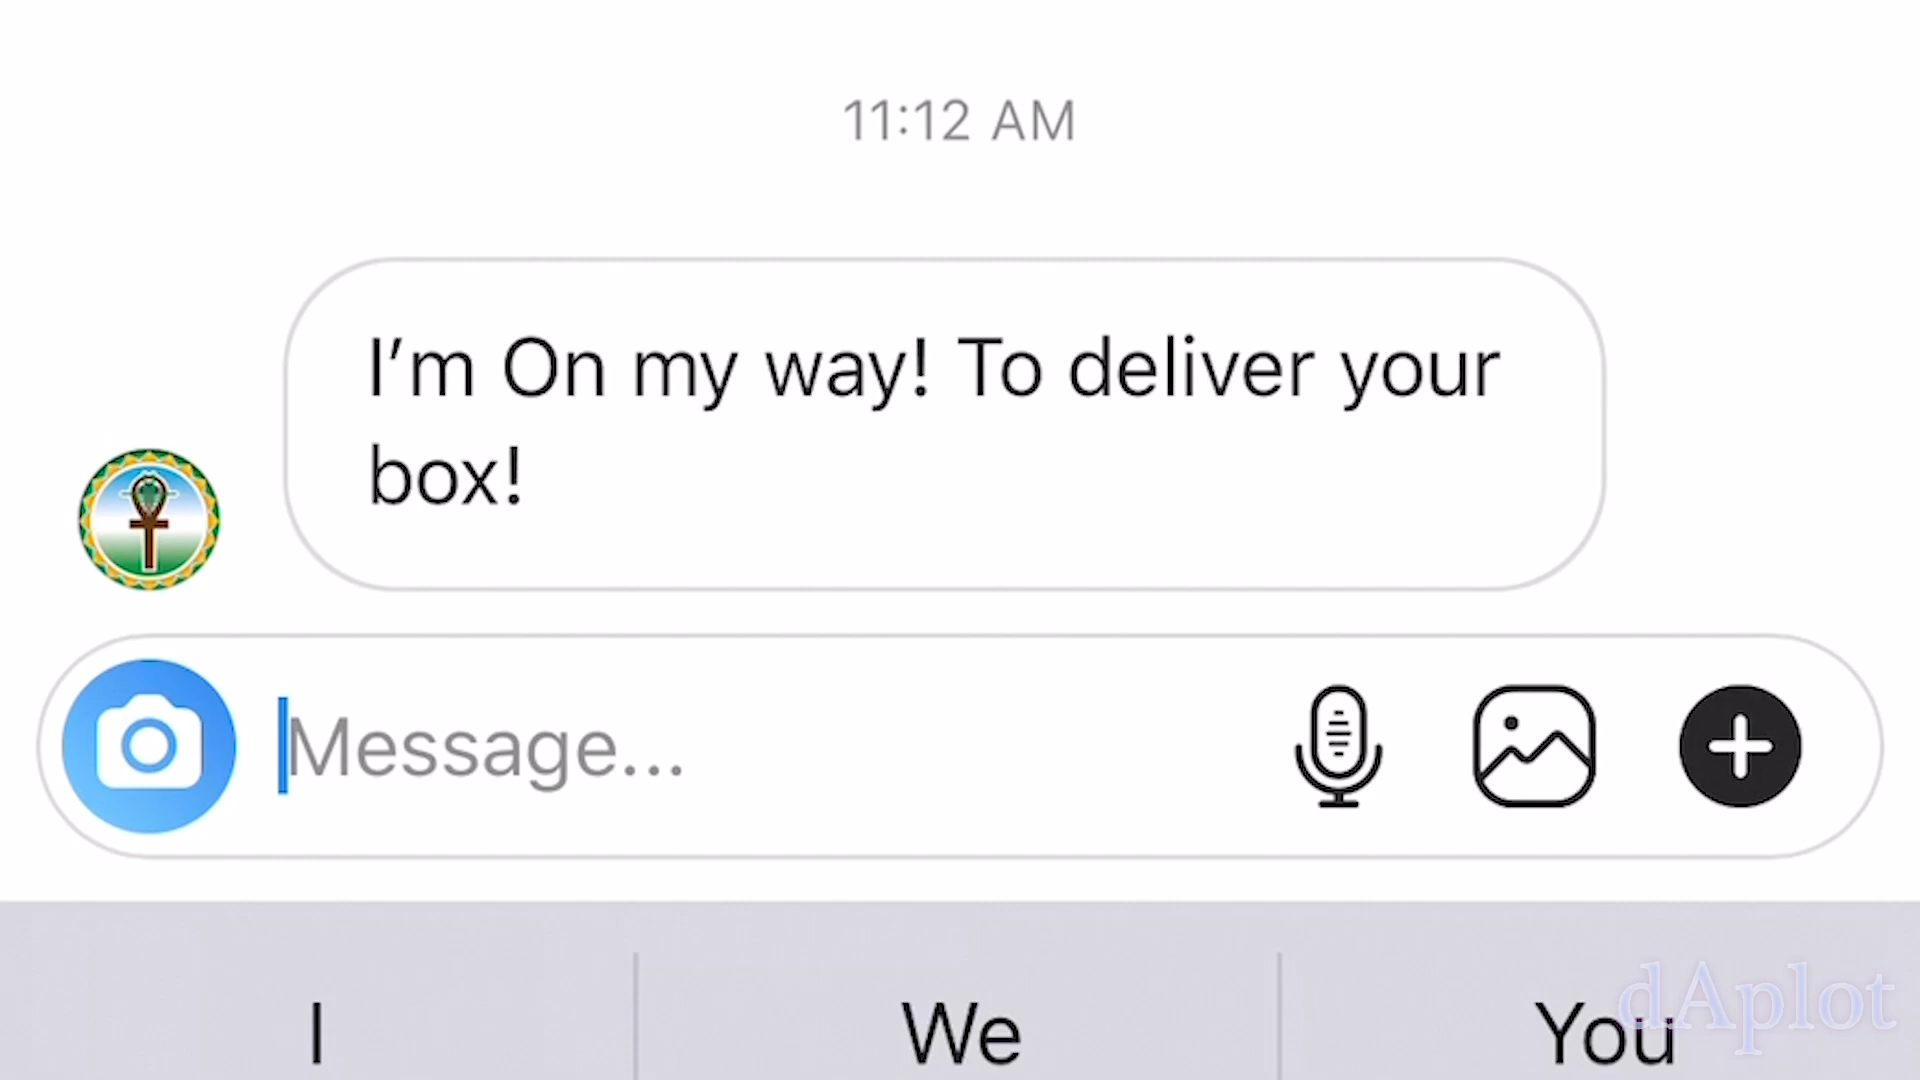 11:12 AM
I’m On my way! To deliver your
box!
Message...
I
We
You
dAplot